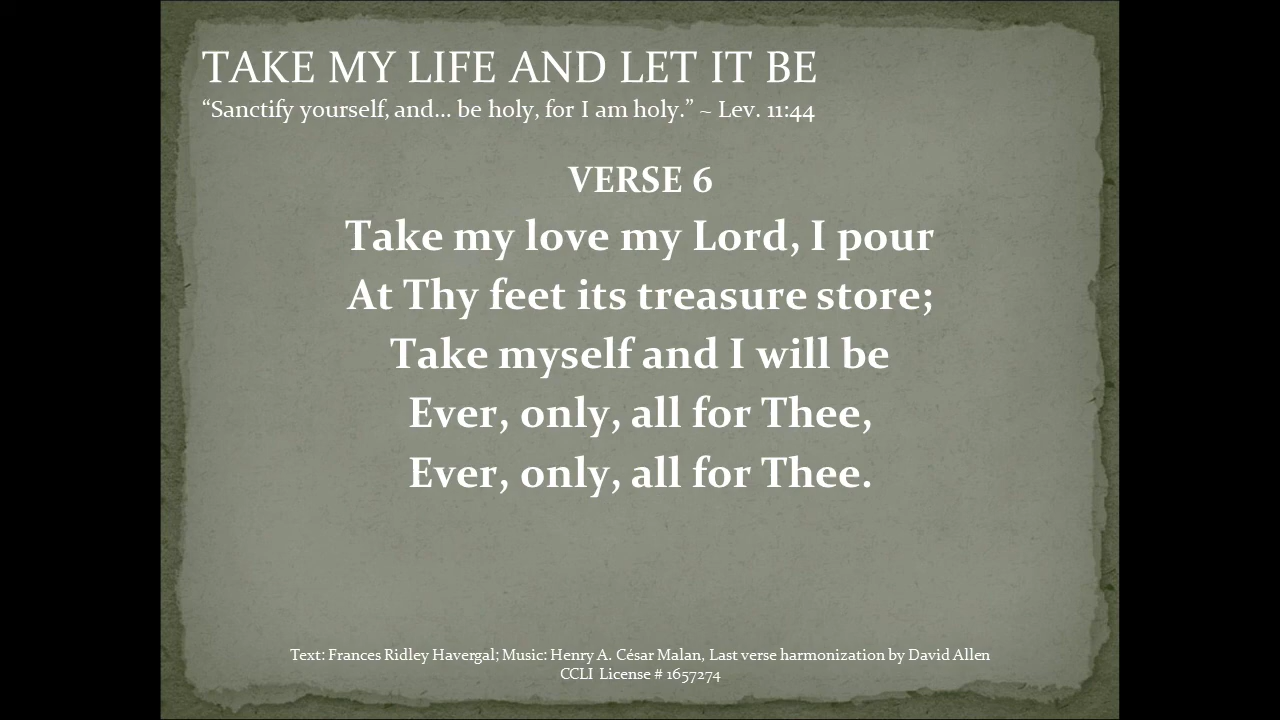 TAKE MY LIFE AND LET IT BE
“Sanctify yourself, and… be holy, for I am holy.” ~ Lev. 11:44
VERSE 6
Take my love my Lord, I pour
At Thy feet its treasure store;
Take myself and I will be
Ever, only, all for Thee,
Ever, only, all for Thee.
Text: Frances Ridley Havergal; Music: Henry A. César Malan, Last verse harmonization by David Allen
CCLI License # 1657274